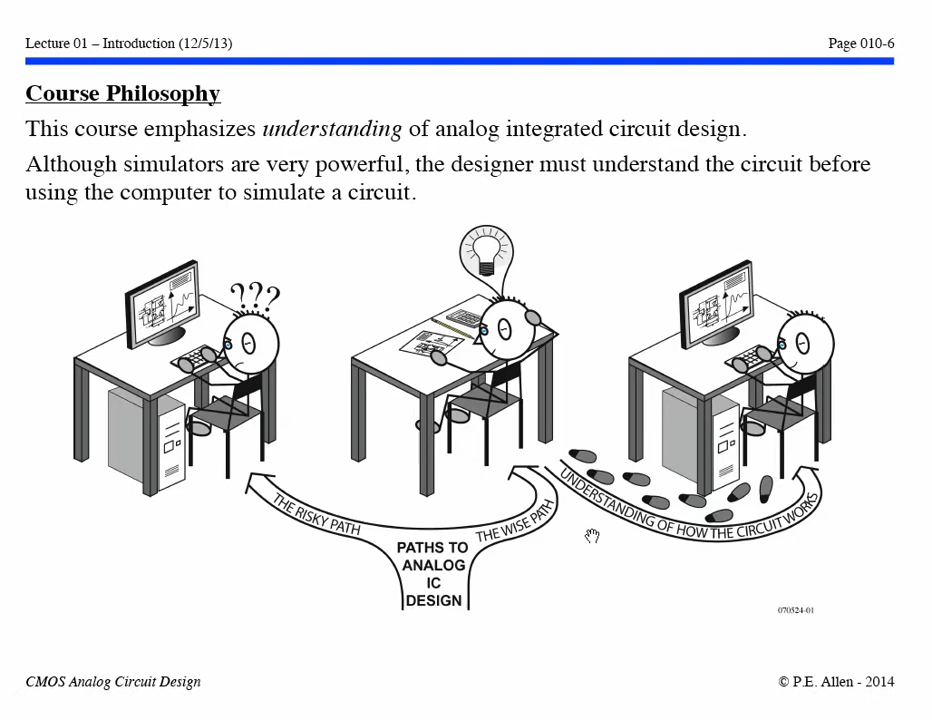 Lecture 01 – Introduction (12/5/13)
Page 010-6
Course Philosophy
This course emphasizes understanding of analog integrated circuit design.
Although simulators are very powerful, the designer must understand the circuit before
using the computer to simulate a circuit.
???
THE RISKY PATH
THE WISE PATH
UNDERSTANDING OF HOW THE CIRCUIT WORKS
PATHS TO
ANALOG
IC
DESIGN
070524-01
CMOS Analog Circuit Design
© P.E. Allen - 2014